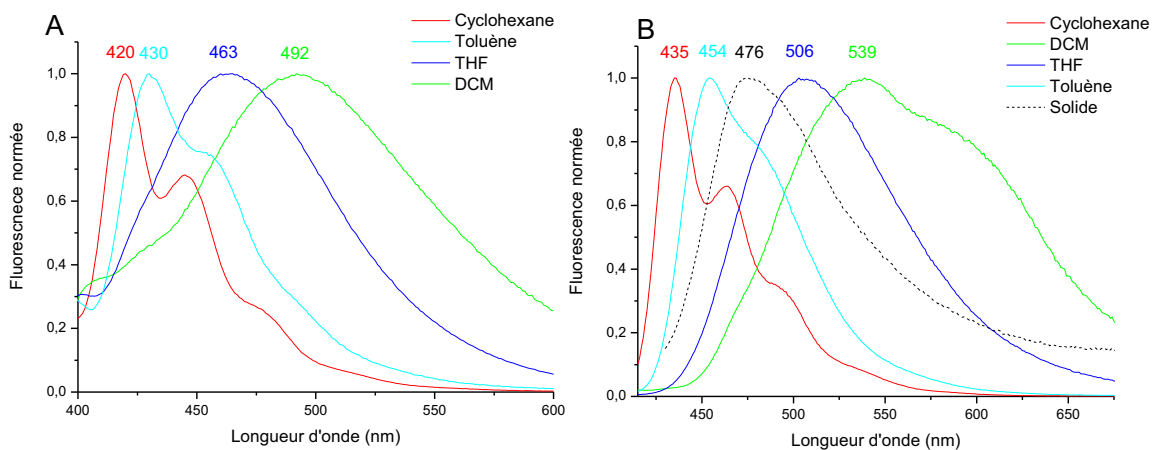 A
Cyclohexane
Toluène
THF
DCM
420 430 463 492
1,0
0,8
0,6
0,4
0,2
0,0
Fluorescnece normée
400 450 500 550 600
Longueur d'onde (nm)
B
Cyclohexane
DCM
THF
Toluène
Solide
435 454 476 506 539
1,0
0,8
0,6
0,4
0,2
0,0
Fluorescence normée
450 500 550 600 650
Longueur d'onde (nm)